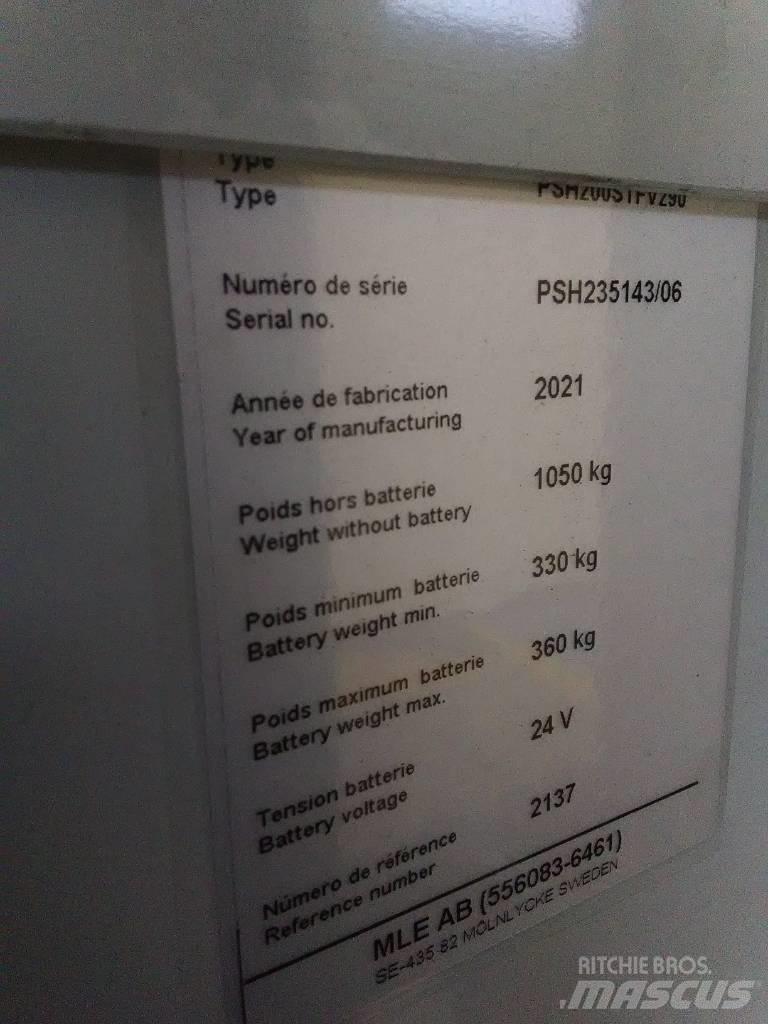 Type
Type PSH200STFV290
Numéro de série
Serial no. PSH235143/06
Année de fabrication 2021
Year of manufacturing
Poids hors batterie 1050 kg
Weight without battery
Poids minimum batterie 330 kg
Battery weight min.
Poids maximum batterie 360 kg
Battery weight max.
Tension batterie 24 V
Battery voltage
Número de référence 2137
Reference number
MLE AB (556083-6461)
SE-435 82 MÖLNLYCKE SWEDEN
RITCHIE BROS.
MASCUS